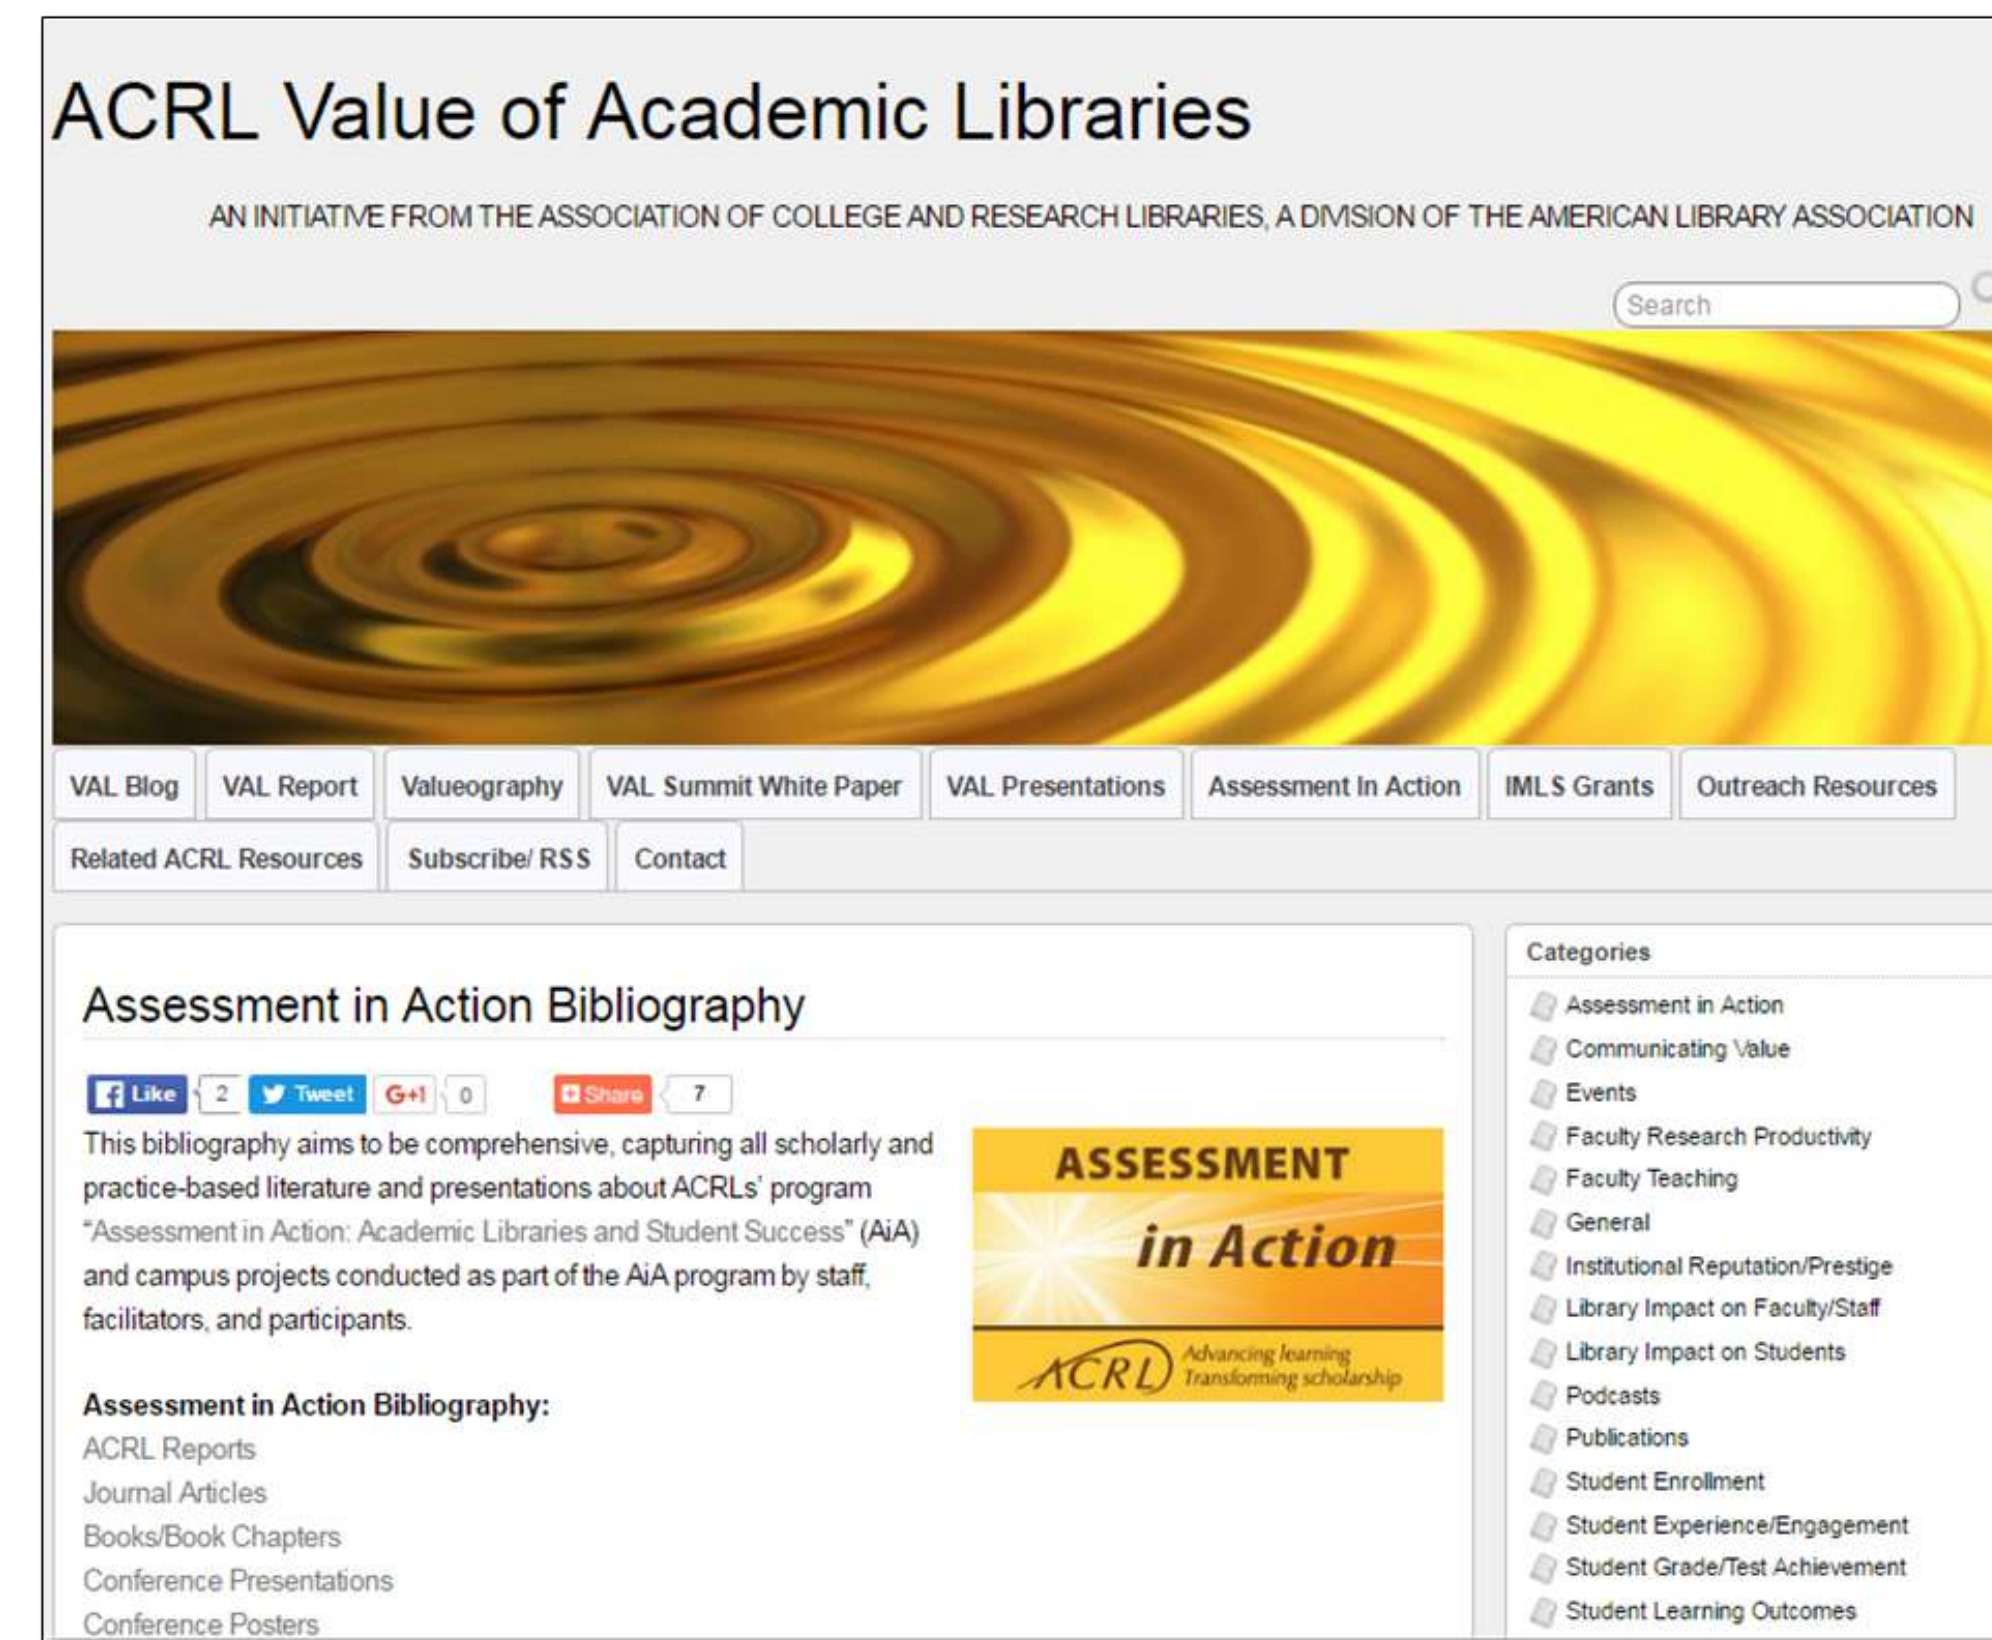 ACRL Value of Academic Libraries
AN INITIATIVE FROM THE ASSOCIATION OF COLLEGE AND RESEARCH LIBRARIES, A DIVISION OF THE AMERICAN LIBRARY ASSOCIATION
Search
VAL Blog VAL Report Valueography VAL Summit White Paper VAL Presentations Assessment In Action IMLS Grants Outreach Resources
Related ACRL Resources Subscribe/ RSS Contact
Assessment in Action Bibliography
Like 2 Tweet G+1 0 Share 7
This bibliography aims to be comprehensive, capturing all scholarly and
practice-based literature and presentations about ACRLs’ program
“Assessment in Action: Academic Libraries and Student Success” (AiA)
and campus projects conducted as part of the AiA program by staff,
facilitators, and participants.
ASSESSMENT
in Action
ACRL Advancing learning
Transforming scholarship
Assessment in Action Bibliography:
ACRL Reports
Journal Articles
Books/Book Chapters
Conference Presentations
Conference Posters
Categories
Assessment in Action
Communicating Value
Events
Faculty Research Productivity
Faculty Teaching
General
Institutional Reputation/Prestige
Library Impact on Faculty/Staff
Library Impact on Students
Podcasts
Publications
Student Enrollment
Student Experience/Engagement
Student Grade/Test Achievement
Student Learning Outcomes